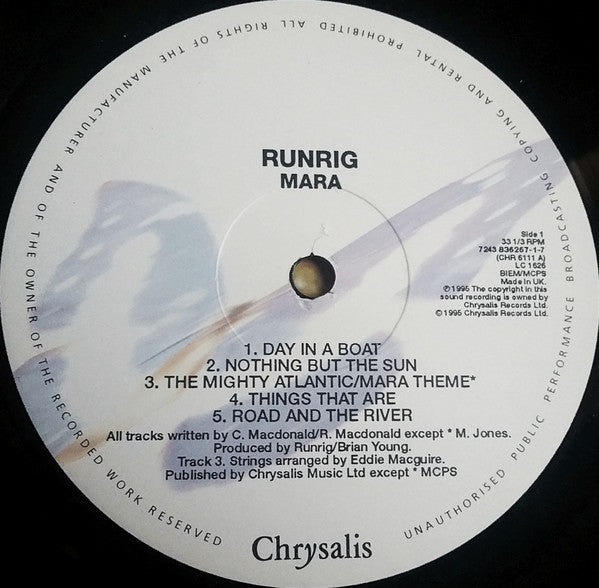 RUNRIG
MARA
Side 1
33 1/3 RPM
7243 836267-1-7
(CHR 6111 A)
LC 1626
BIEM/MCPS
Made in UK.
℗1995 The copyright in this
sound recording is owned by
Chrysalis Records Ltd.
©1995 Chrysalis Records Ltd.
1. DAY IN A BOAT
2. NOTHING BUT THE SUN
3. THE MIGHTY ATLANTIC/MARA THEME*
4. THINGS THAT ARE
5. ROAD AND THE RIVER
All tracks written by C. Macdonald/R. Macdonald except * M. Jones.
Produced by Runrig/Brian Young.
Track 3. Strings arranged by Eddie Macguire.
Published by Chrysalis Music Ltd except * MCPS
Chrysalis
ALL RIGHTS OF THE MANUFACTURER AND OF THE OWNER OF THE RECORDED WORK RESERVED
UNAUTHORISED PUBLIC PERFORMANCE BROADCASTING COPYING AND RENTAL PROHIBITED